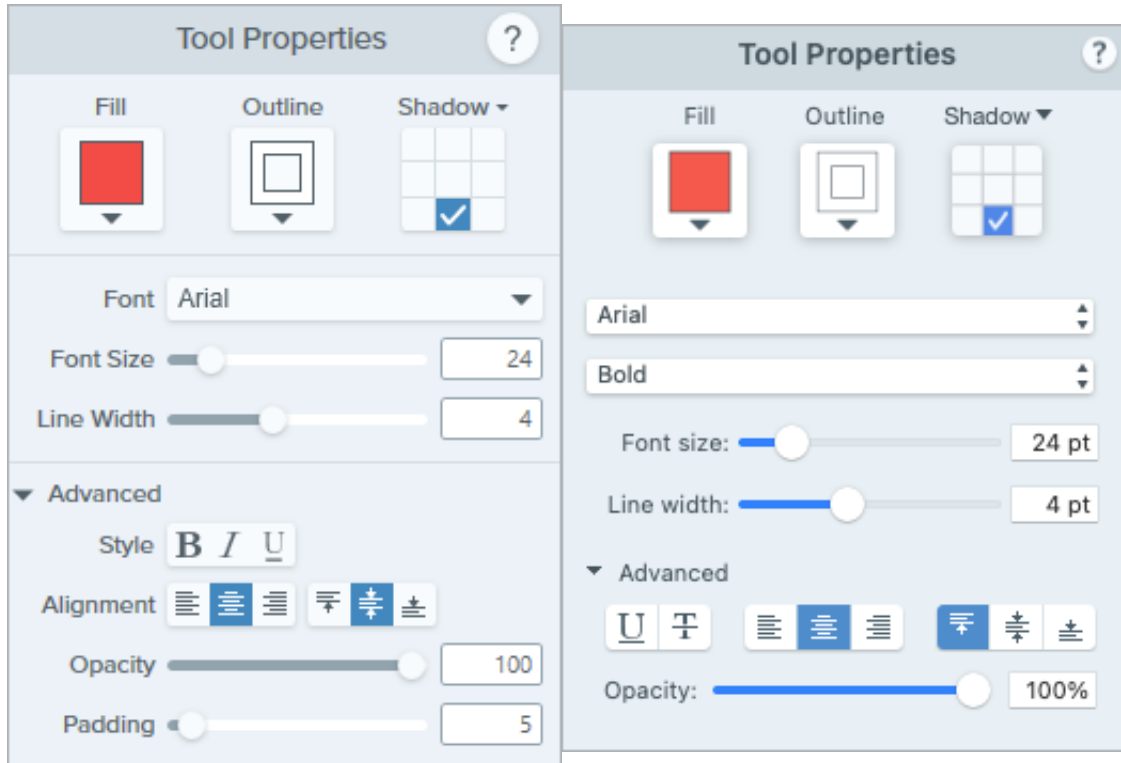 Tool Properties ?
Fill Outline Shadow
Font Arial
Font Size 24
Line Width 4
Advanced
Style B I U
Alignment
Opacity 100
Padding 5
Tool Properties ?
Fill Outline Shadow
Arial
Bold
Font size: 24 pt
Line width: 4 pt
Advanced
U T
Opacity: 100%